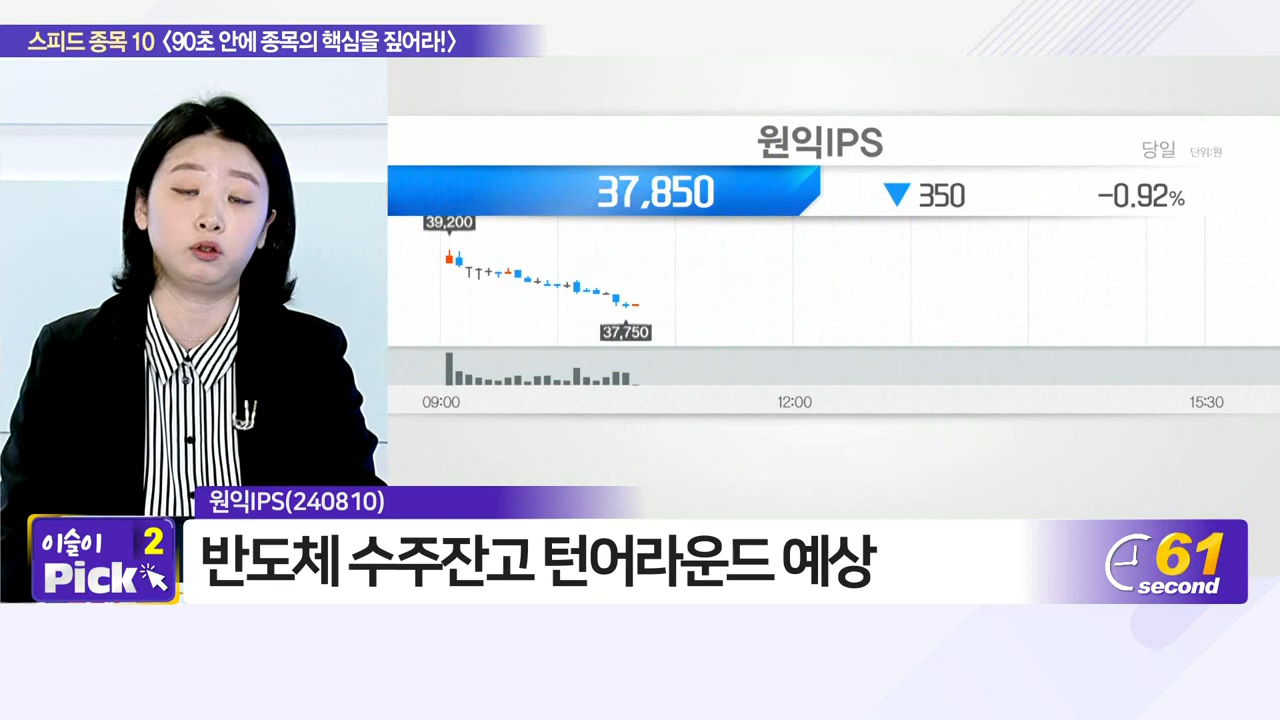 스피드 종목 10 〈90초 안에 종목의 핵심을 짚어라!〉
원익IPS
당일 단위:원
37,850 ▼ 350 -0.92%
39,200
37,750
09:00 12:00 15:30
원익IPS(240810)
이슬이 2
Pick
반도체 수주잔고 턴어라운드 예상
61
second